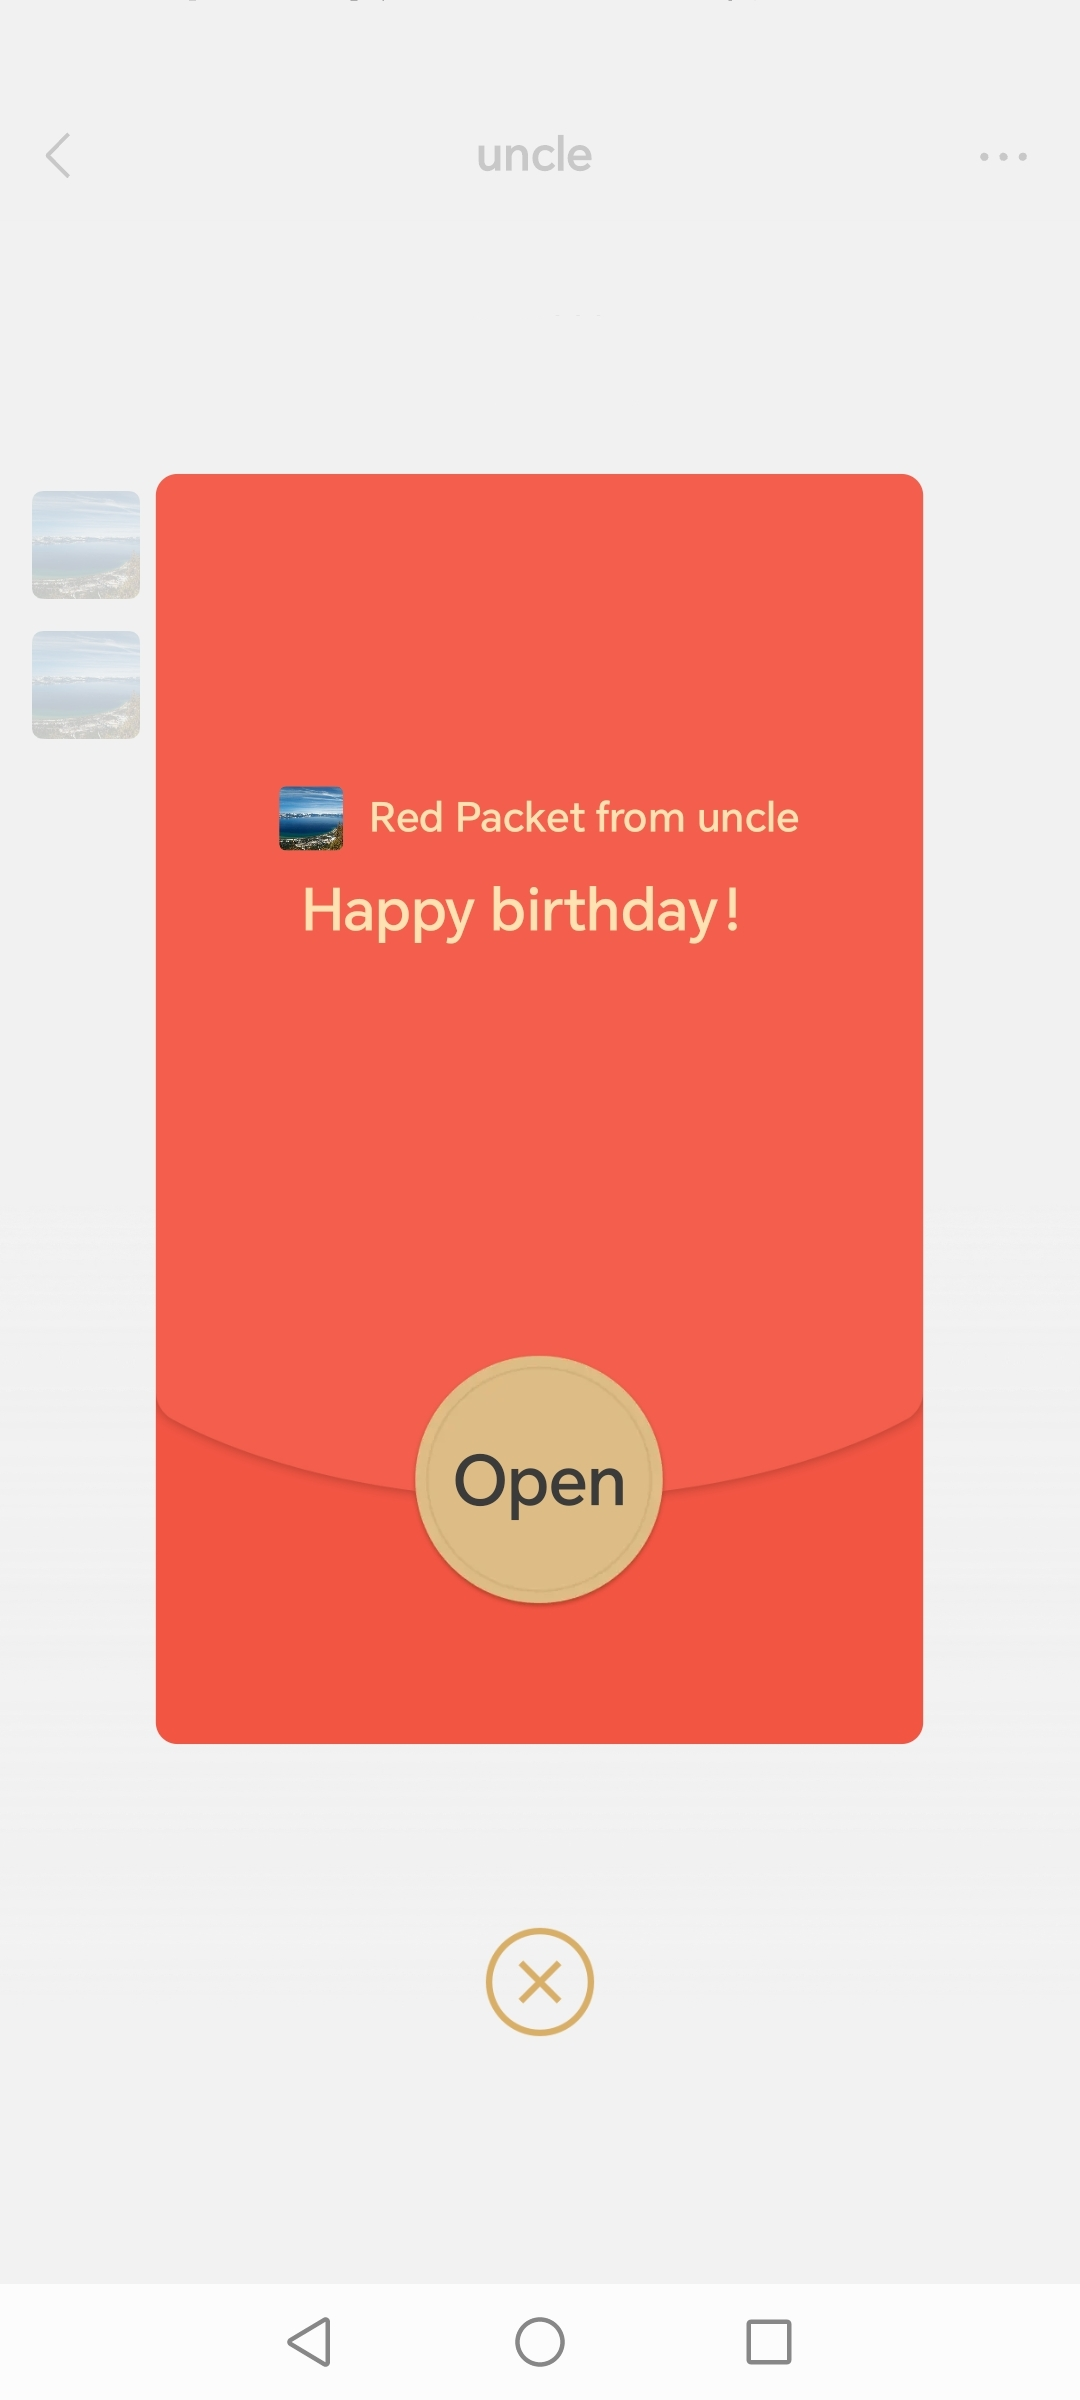 uncle
Red Packet from uncle
Happy birthday!
Open